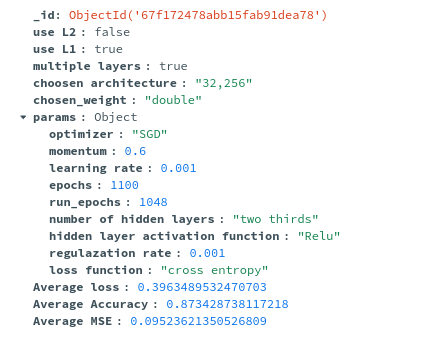 _id: ObjectId('67f172478abb15fab91dea78')
use L2 : false
use L1 : true
multiple layers : true
choosen architecture : "32,256"
chosen_weight : "double"
params : Object
optimizer : "SGD"
momentum : 0.6
learning rate : 0.001
epochs : 1100
run_epochs : 1048
number of hidden layers : "two thirds"
hidden layer activation function : "Relu"
regulazation rate : 0.001
loss function : "cross entropy"
Average loss : 0.3963489532470703
Average Accuracy : 0.873428738117218
Average MSE : 0.09523621350526809